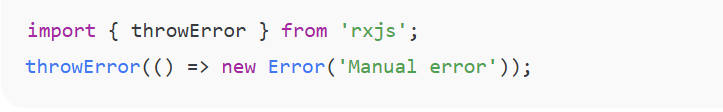 import { throwError } from 'rxjs';
throwError(() => new Error('Manual error'));